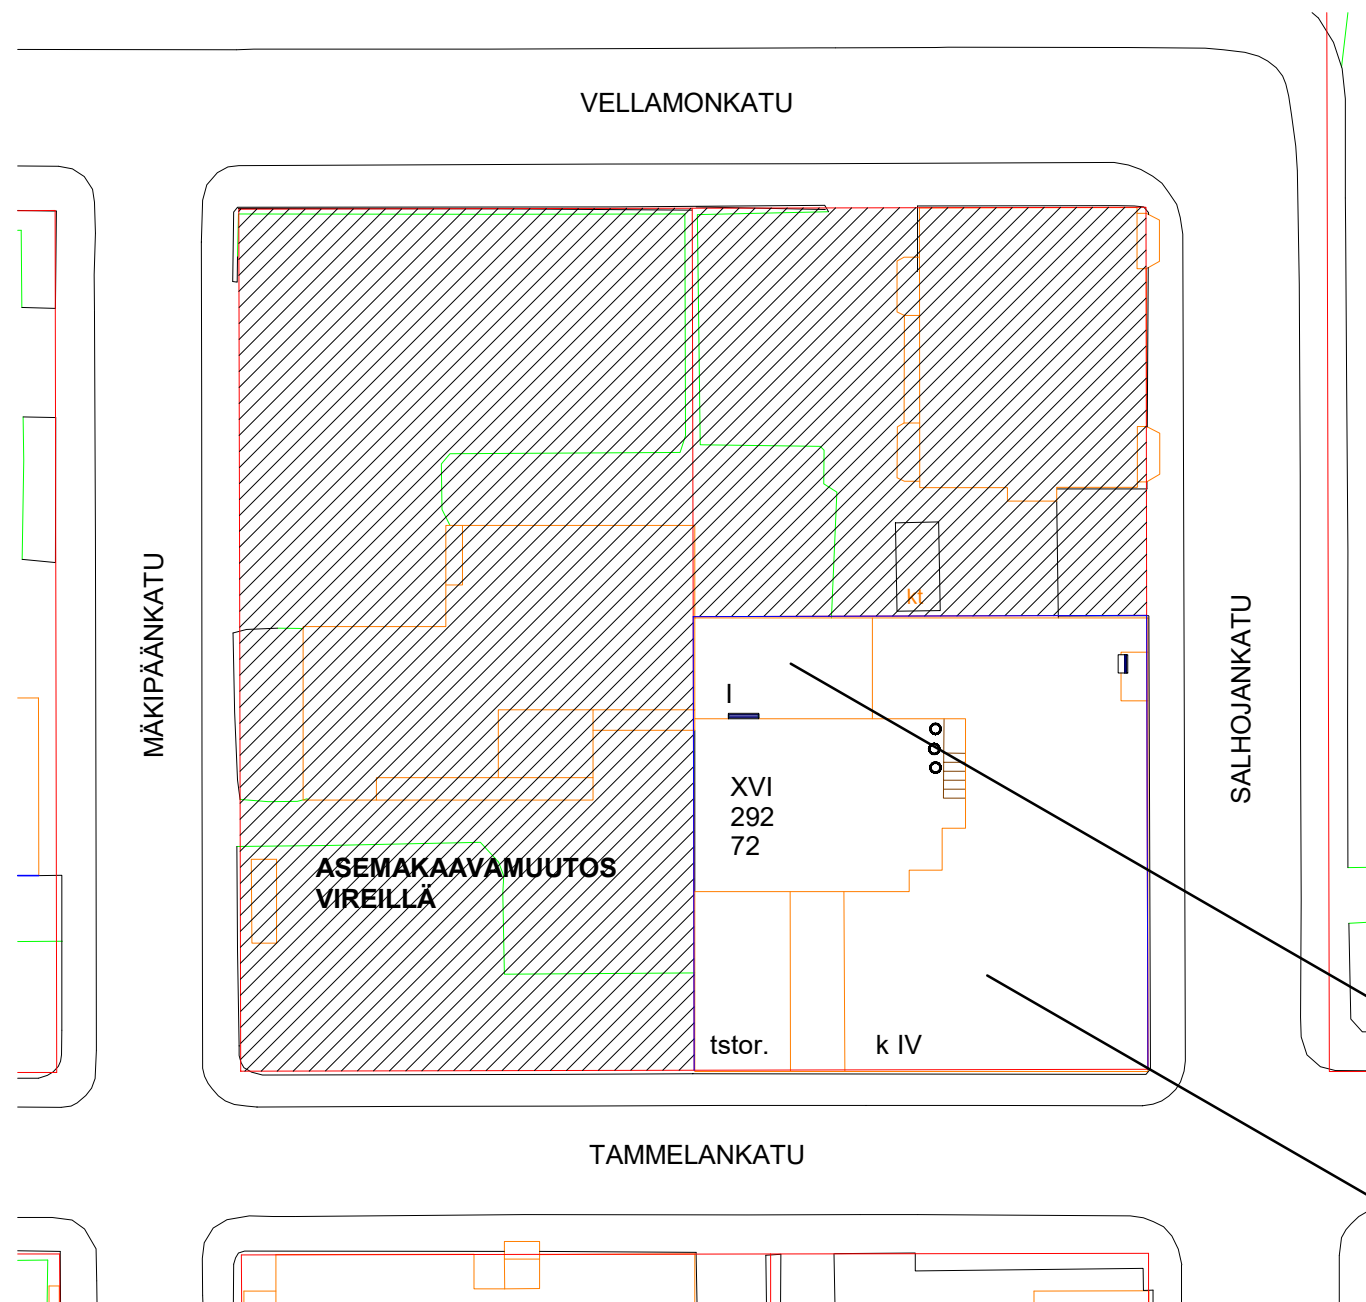 VELLAMONKATU
MÄKIPÄÄNKATU
SALHOJANKATU
kt
I
XVI
292
72
ASEMAKAAVAMUUTOS
VIREILLÄ
tstor.
k IV
TAMMELANKATU